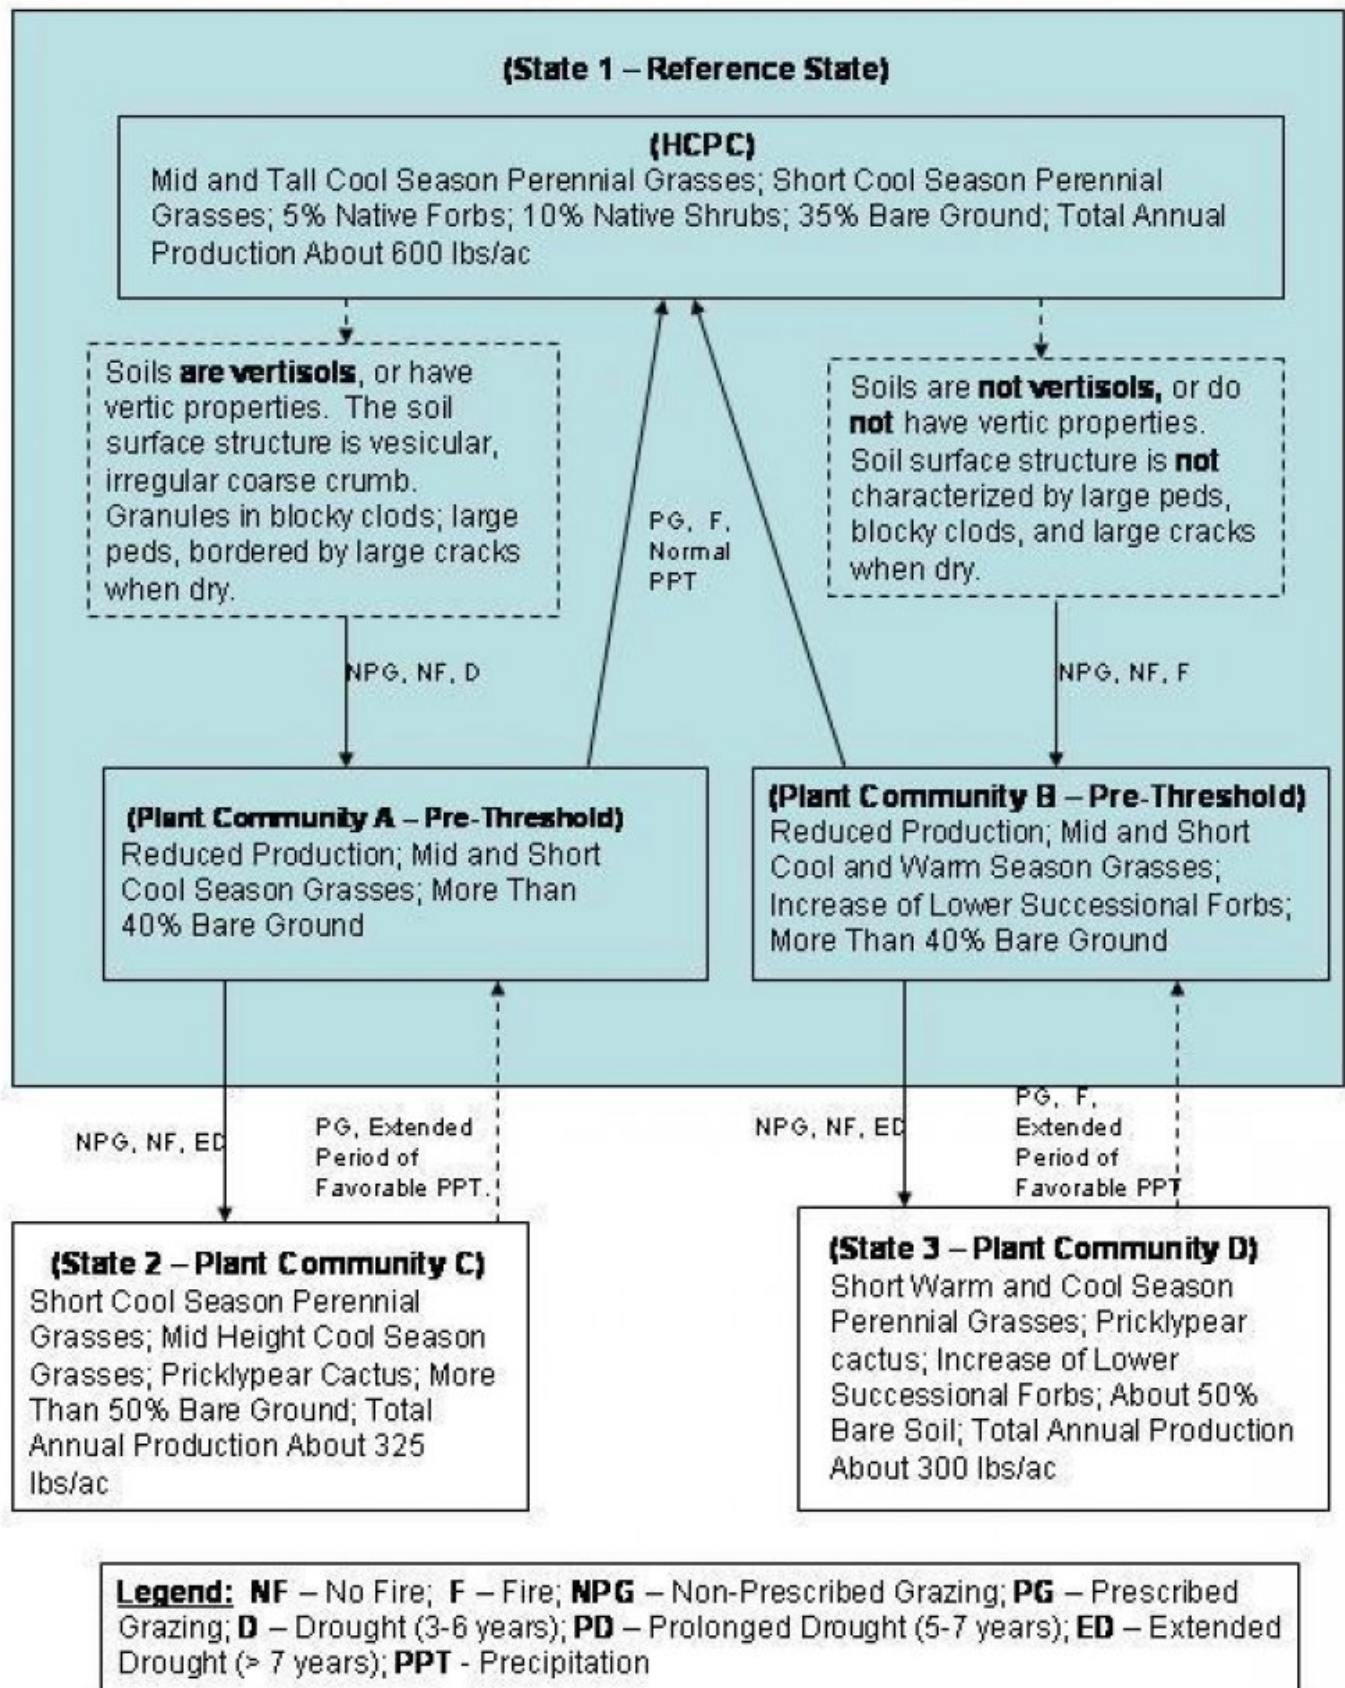 (State 1 – Reference State)
(HCPC)
Mid and Tall Cool Season Perennial Grasses; Short Cool Season Perennial
Grasses; 5% Native Forbs; 10% Native Shrubs; 35% Bare Ground; Total Annual
Production About 600 lbs/ac
Soils are vertisols, or have
vertic properties. The soil
surface structure is vesicular,
irregular coarse crumb.
Granules in blocky clods; large
peds, bordered by large cracks
when dry.
PG, F,
Normal
PPT
Soils are not vertisols, or do
not have vertic properties.
Soil surface structure is not
characterized by large peds,
blocky clods, and large cracks
when dry.
NPG, NF, D
NPG, NF, F
(Plant Community A – Pre-Threshold)
Reduced Production; Mid and Short
Cool Season Grasses; More Than
40% Bare Ground
(Plant Community B – Pre-Threshold)
Reduced Production; Mid and Short
Cool and Warm Season Grasses;
Increase of Lower Successional Forbs;
More Than 40% Bare Ground
NPG, NF, ED
PG, Extended
Period of
Favorable PPT.
NPG, NF, ED
PG, F,
Extended
Period of
Favorable PPT
(State 2 – Plant Community C)
Short Cool Season Perennial
Grasses; Mid Height Cool Season
Grasses; Pricklypear Cactus; More
Than 50% Bare Ground; Total
Annual Production About 325
lbs/ac
(State 3 – Plant Community D)
Short Warm and Cool Season
Perennial Grasses; Pricklypear
cactus; Increase of Lower
Successional Forbs; About 50%
Bare Soil; Total Annual Production
About 300 lbs/ac
Legend: NF – No Fire; F – Fire; NPG – Non-Prescribed Grazing; PG – Prescribed
Grazing; D – Drought (3-6 years); PD – Prolonged Drought (5-7 years); ED – Extended
Drought (> 7 years); PPT - Precipitation